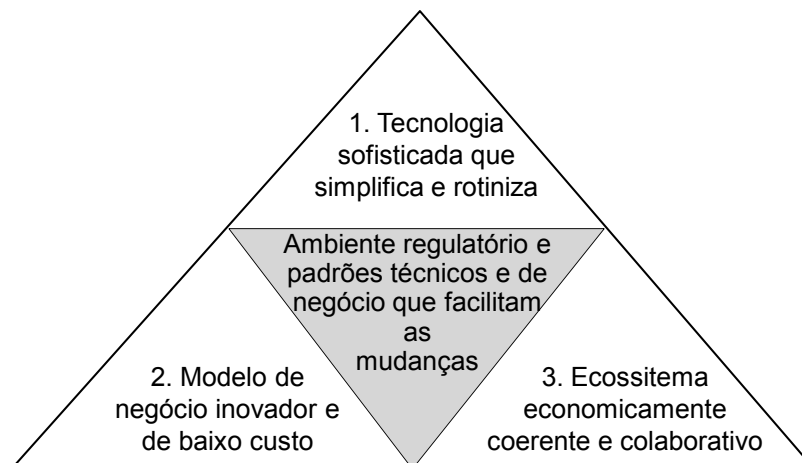 1. Tecnologia
sofisticada que
simplifica e rotiniza
Ambiente regulatório e
padrões técnicos e de
negócio que facilitam
as
mudanças
2. Modelo de
negócio inovador e
de baixo custo
3. Ecossitema
economicamente
coerente e colaborativo